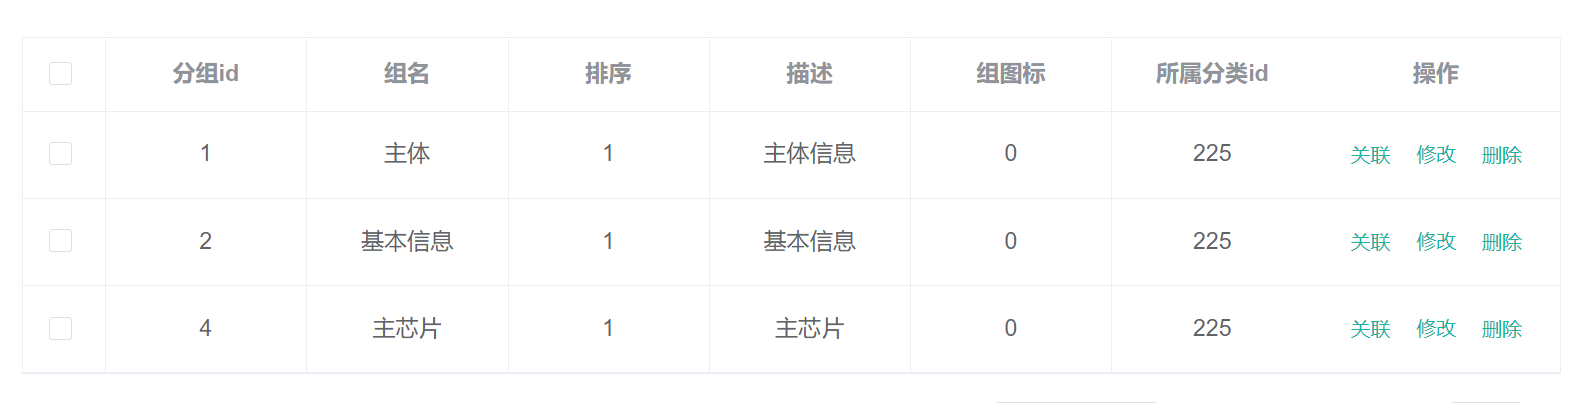 分组id 组名 排序 描述 组图标 所属分类id 操作
1 主体 1 主体信息 0 225 关联 修改 删除
2 基本信息 1 基本信息 0 225 关联 修改 删除
4 主芯片 1 主芯片 0 225 关联 修改 删除